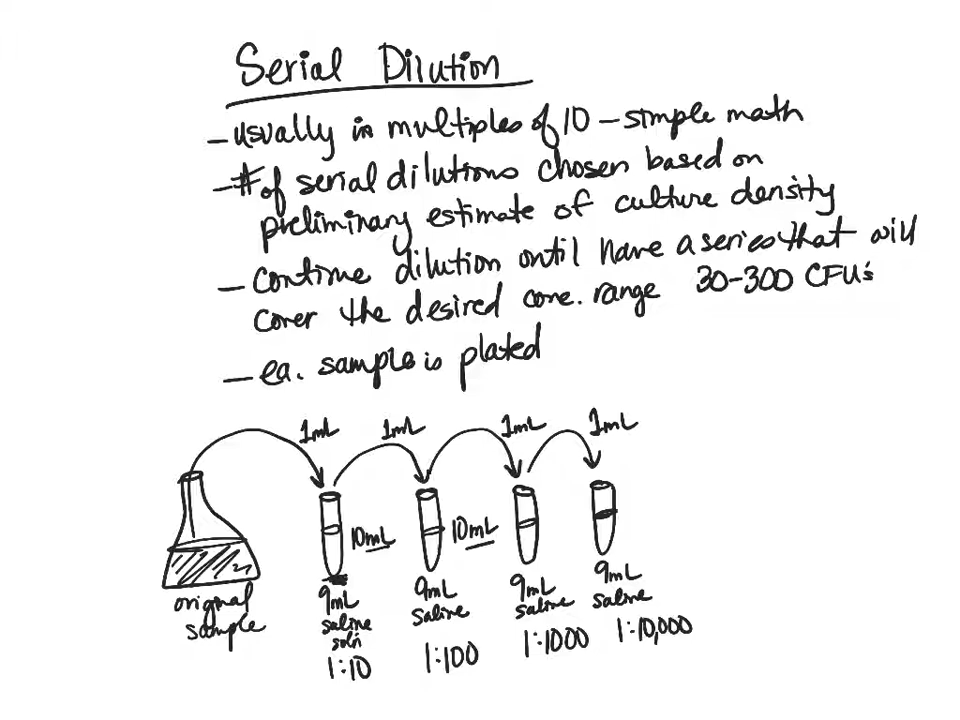 Serial Dilution
- usually in multiples of 10 - simple math
- # of serial dilutions chosen based on
preliminary estimate of culture density
- continue dilution until have a series that will
cover the desired conc. range 30-300 CFU's
- ea. sample is plated
1mL 1mL 1mL 1mL
10mL 10mL
original
sample
9mL
saline
soln
1:10
9mL
saline
1:100
9mL
saline
1:1000
9mL
saline
1:10,000